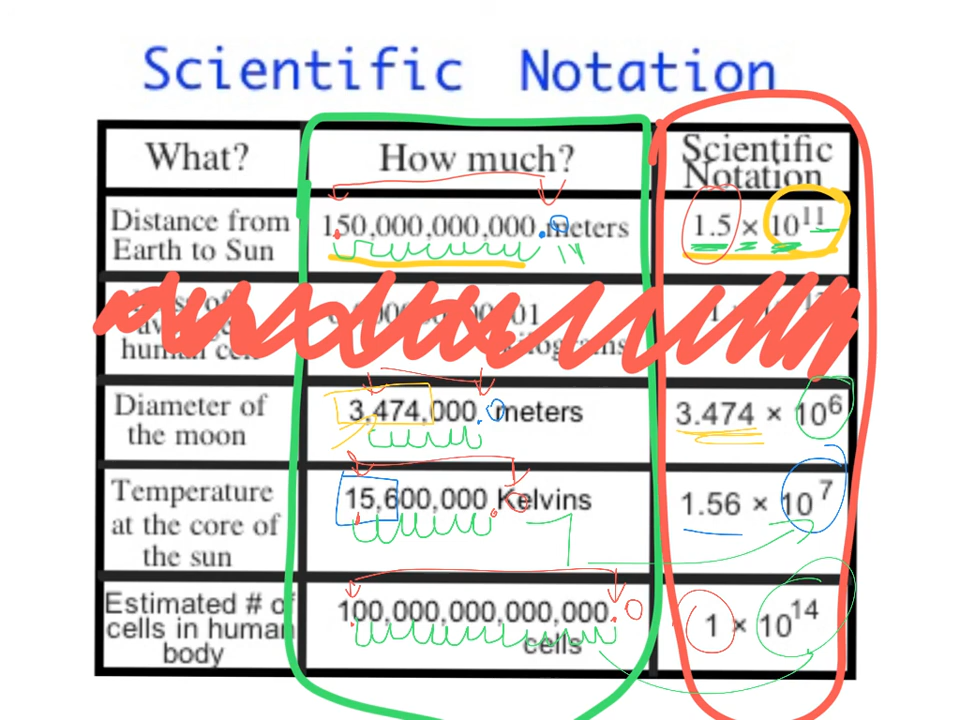 Scientific Notation
What?
How much?
Scientific
Notation
Distance from
Earth to Sun
150,000,000,000 meters
1.5 × 10¹¹
human
Diameter of
the moon
3,474,000 meters
3.474 × 10⁶
Temperature
at the core of
the sun
15,600,000 Kelvins
7
1.56 × 10⁷
Estimated # of
cells in human
body
100,000,000,000,000
cells
1 × 10¹⁴